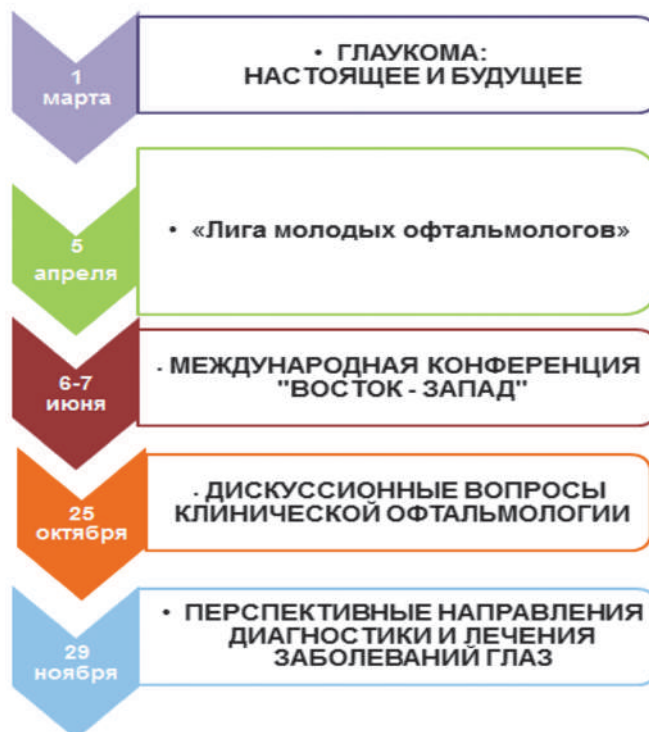 1
марта
• ГЛАУКОМА:
НАСТОЯЩЕЕ И БУДУЩЕЕ
5
апреля
• «Лига молодых офтальмологов»
6-7
июня
· МЕЖДУНАРОДНАЯ КОНФЕРЕНЦИЯ
"ВОСТОК - ЗАПАД"
25
октября
· ДИСКУССИОННЫЕ ВОПРОСЫ
КЛИНИЧЕСКОЙ ОФТАЛЬМОЛОГИИ
29
ноября
• ПЕРСПЕКТИВНЫЕ НАПРАВЛЕНИЯ
ДИАГНОСТИКИ И ЛЕЧЕНИЯ
ЗАБОЛЕВАНИЙ ГЛАЗ